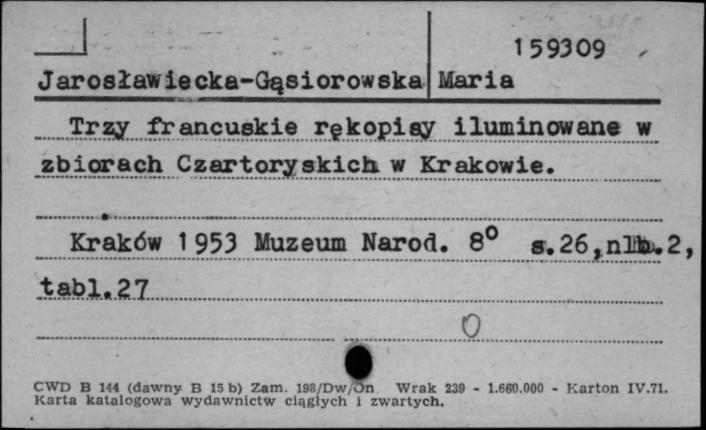 159309
Jarosławiecka-Gąsiorowska Maria
Trzy francuskie rękopisy iluminowane w
zbiorach Czartoryskich w Krakowie.
Kraków 1953 Muzeum Narod. 8° s.26,nlb.2,
tabl.27
O
CWD B 144 (dawny B 15 b) Zam. 198/Dw/On Wrak 239 - 1.660.000 - Karton IV.71.
Karta katalogowa wydawnictw ciągłych i zwartych.